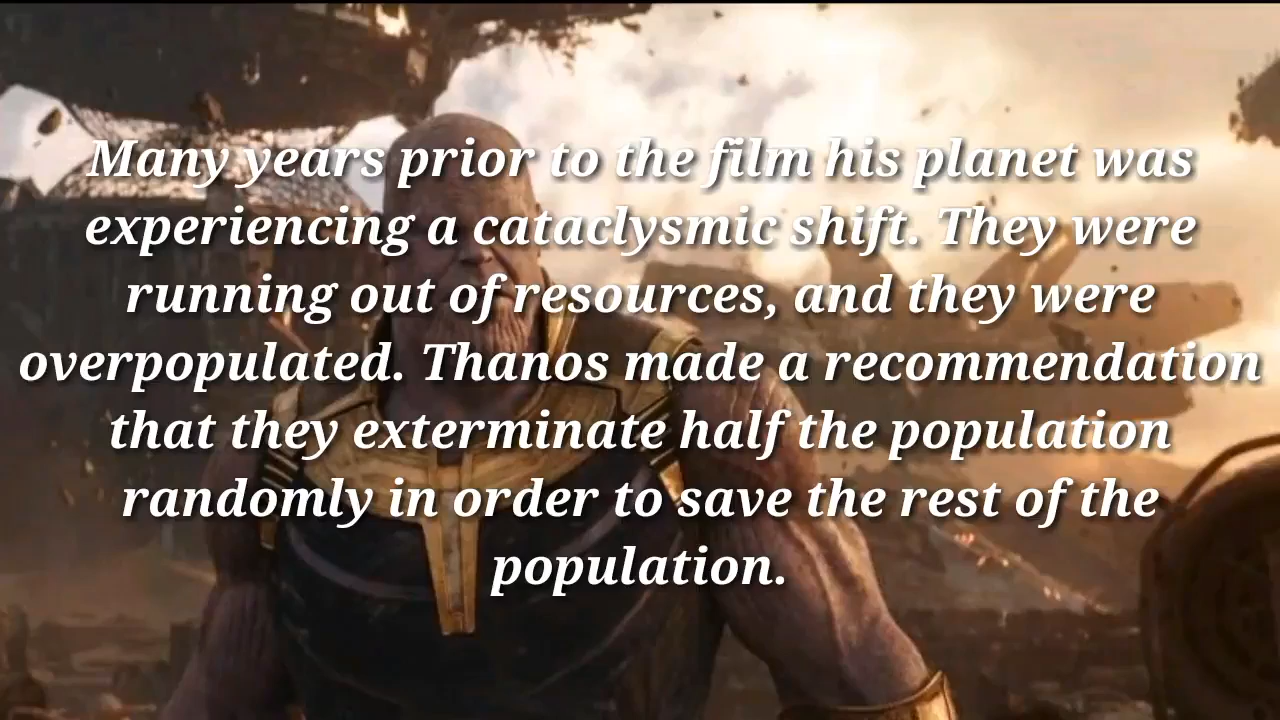 Many years prior to the film his planet was
experiencing a cataclysmic shift. They were
running out of resources, and they were
overpopulated. Thanos made a recommendation
that they exterminate half the population
randomly in order to save the rest of the
population.